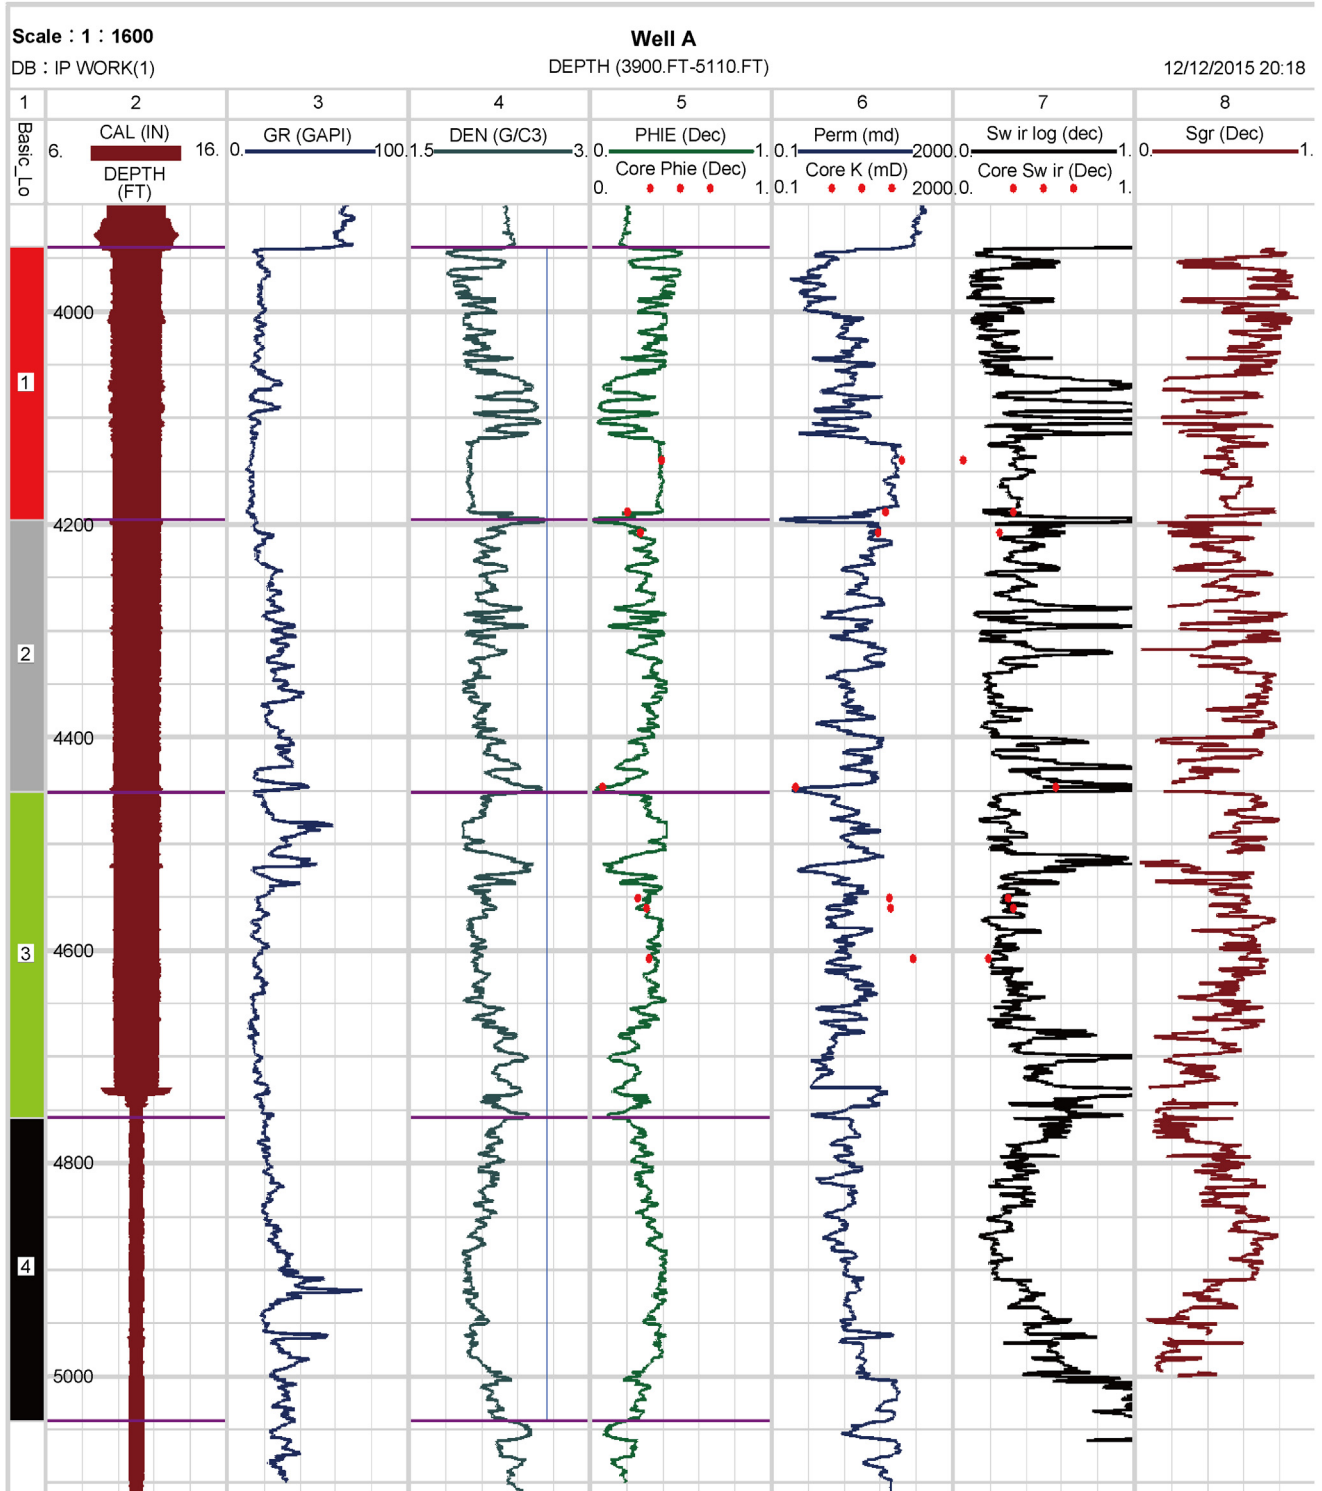 Scale : 1 : 1600
Well A
DB : IP WORK(1)
DEPTH (3900.FT-5110.FT)
12/12/2015 20:18
1 2 3 4 5 6 7 8
Basic_Lo
CAL (IN)
6. 16.
DEPTH
(FT)
GR (GAPI)
0. 100.
DEN (G/C3)
1.5 3.
PHIE (Dec)
0. 1.
Core Phie (Dec)
0. 1.
Perm (md)
0.1 2000.
Core K (mD)
0.1 2000.
Sw ir log (dec)
0. 1.
Core Sw ir (Dec)
0. 1.
Sgr (Dec)
0. 1.
4000
1
4200
2
4400
3
4600
4800
4
5000